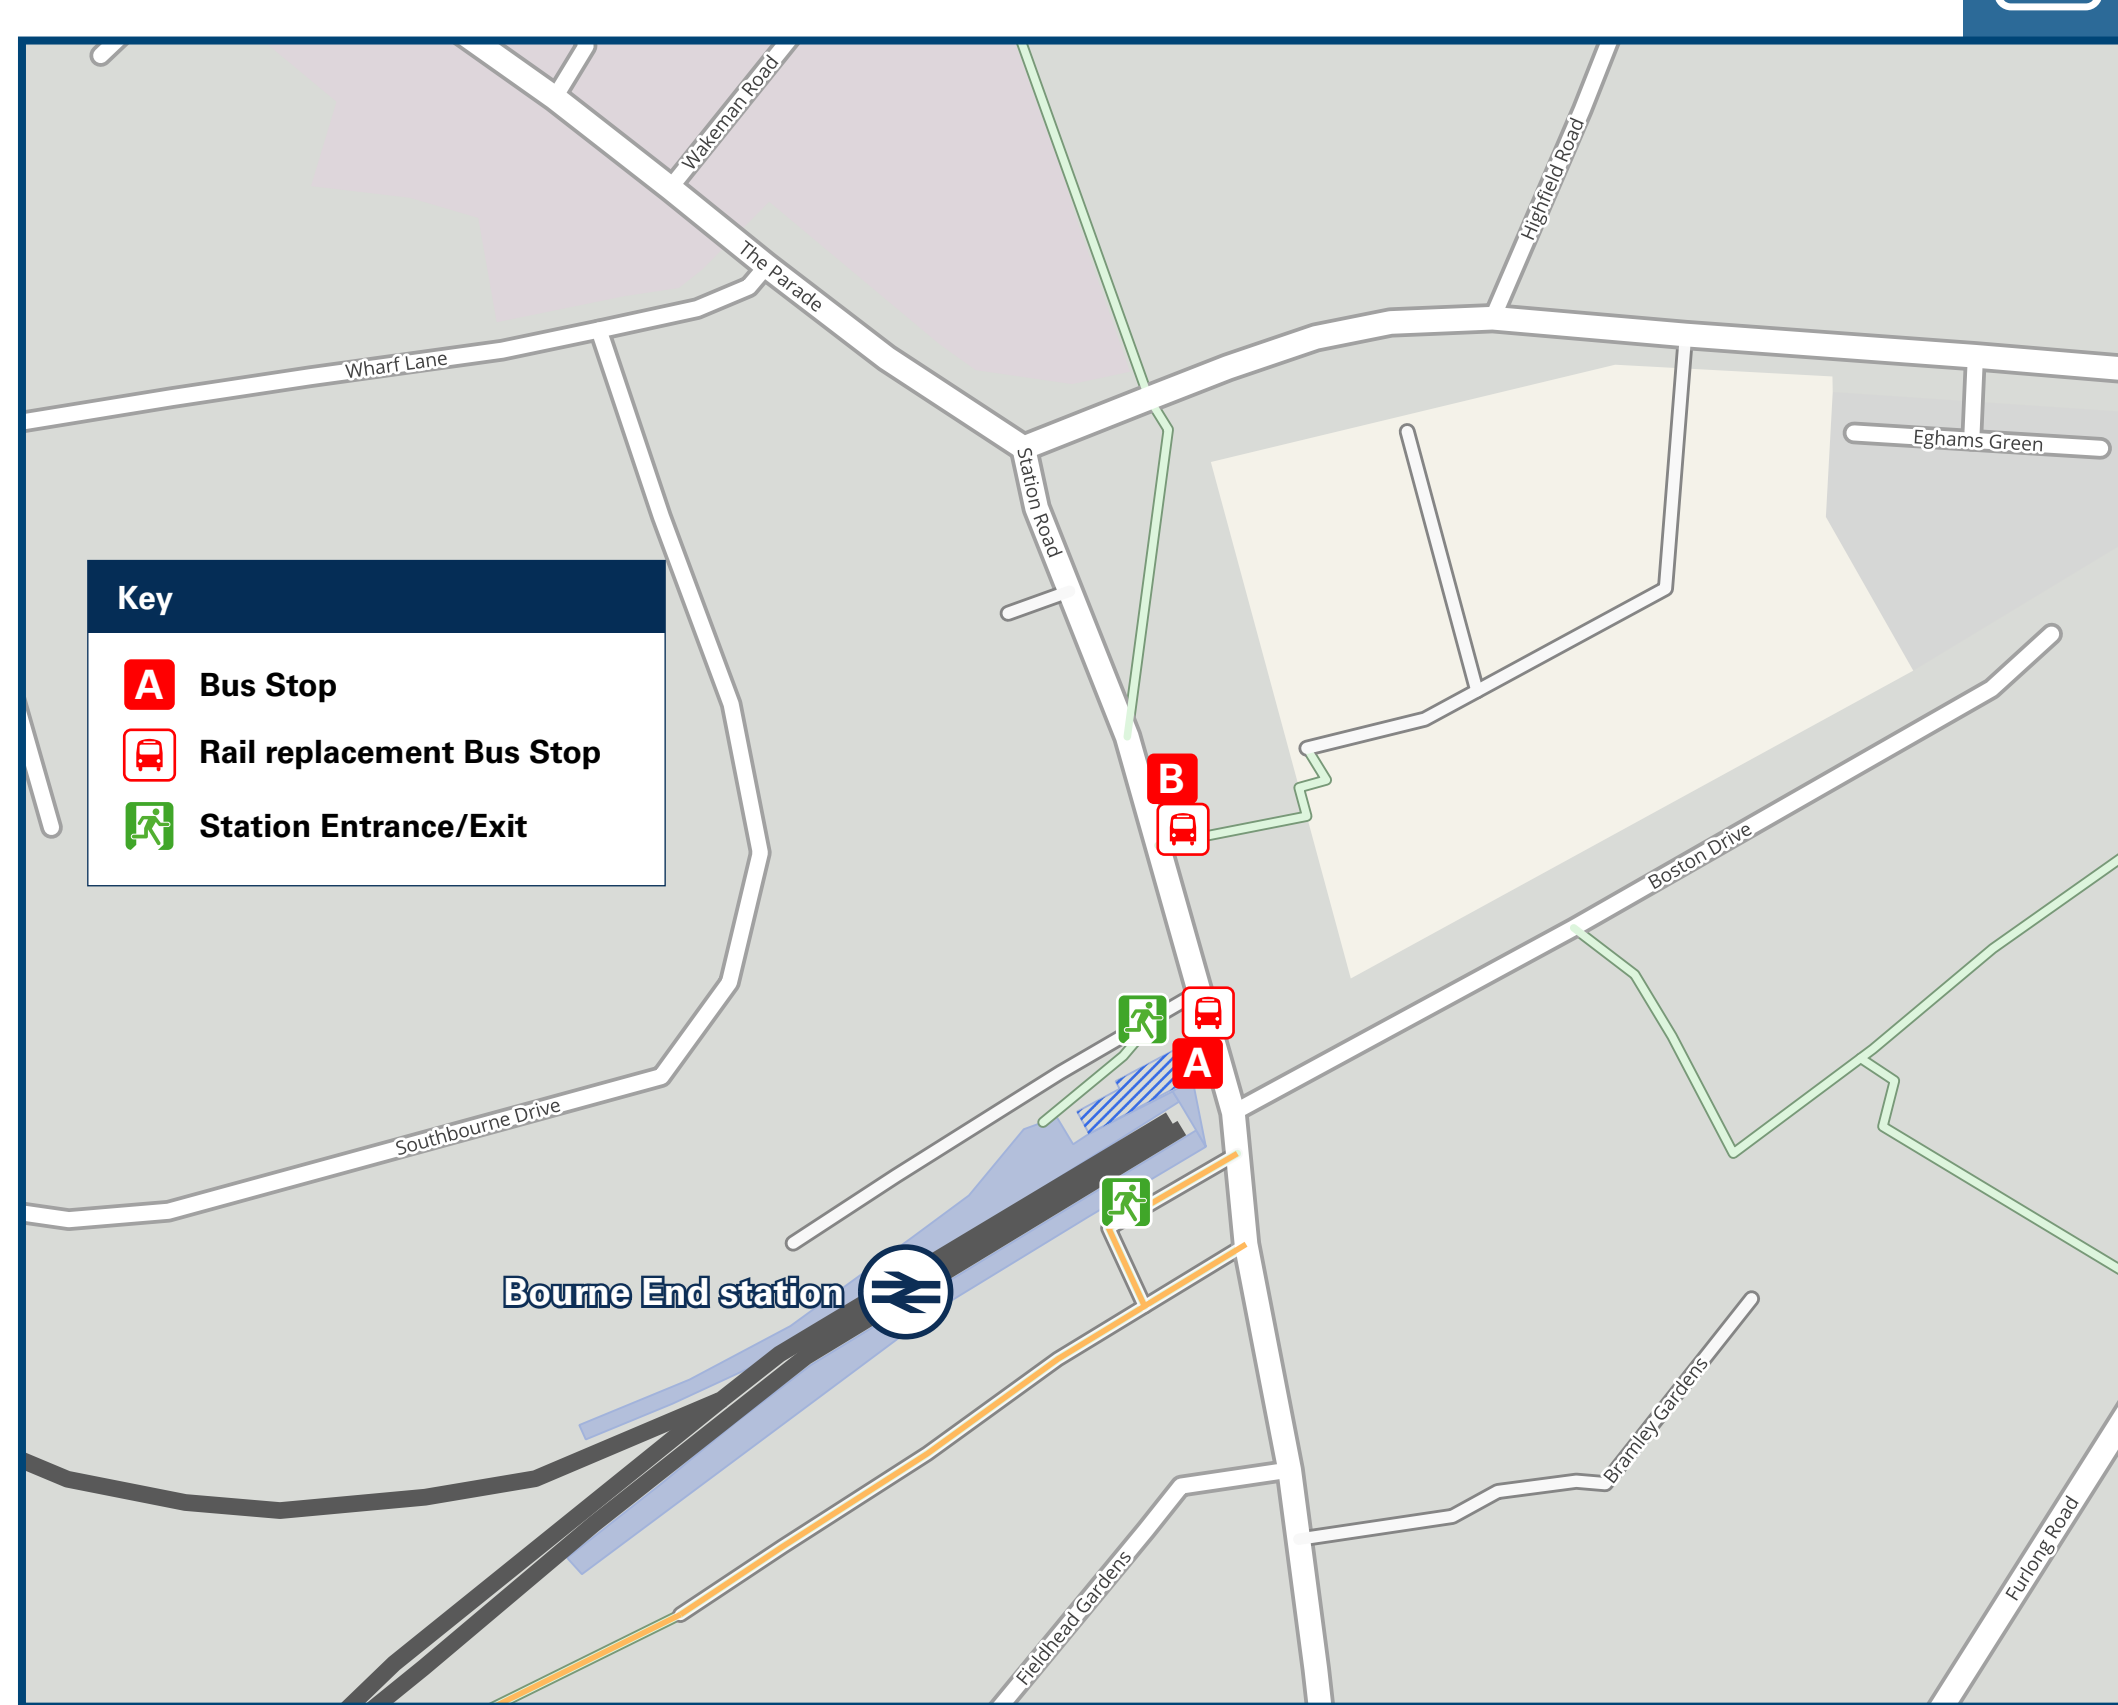 Wakeman Road
Highfield Road
The Parade
Wharf Lane
Station Road
Eghams Green
Key
A Bus Stop
Rail replacement Bus Stop
Station Entrance/Exit
B
Boston Drive
A
Southbourne Drive
Bourne End station
Bramley Gardens
Furlong Road
Fieldhead Gardens